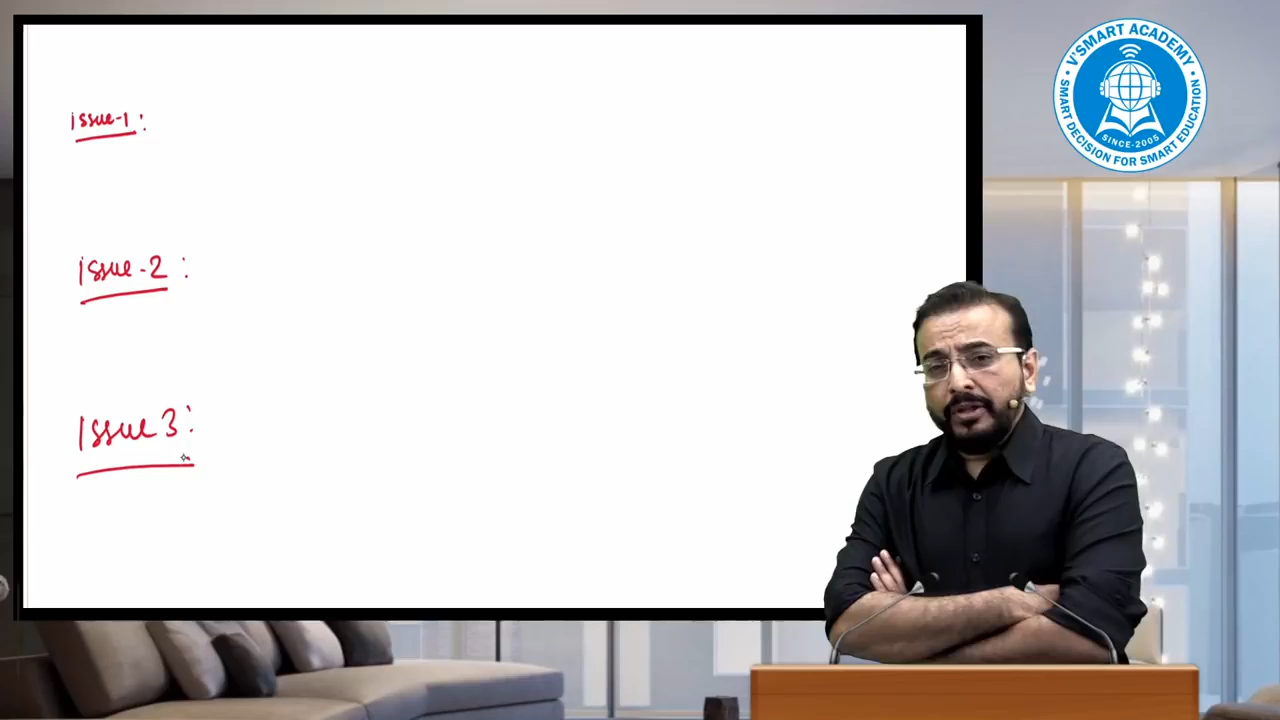 issue-1:
issue-2:
issue 3:
V'SMART ACADEMY
SMART DECISION FOR SMART EDUCATION
SINCE-2005